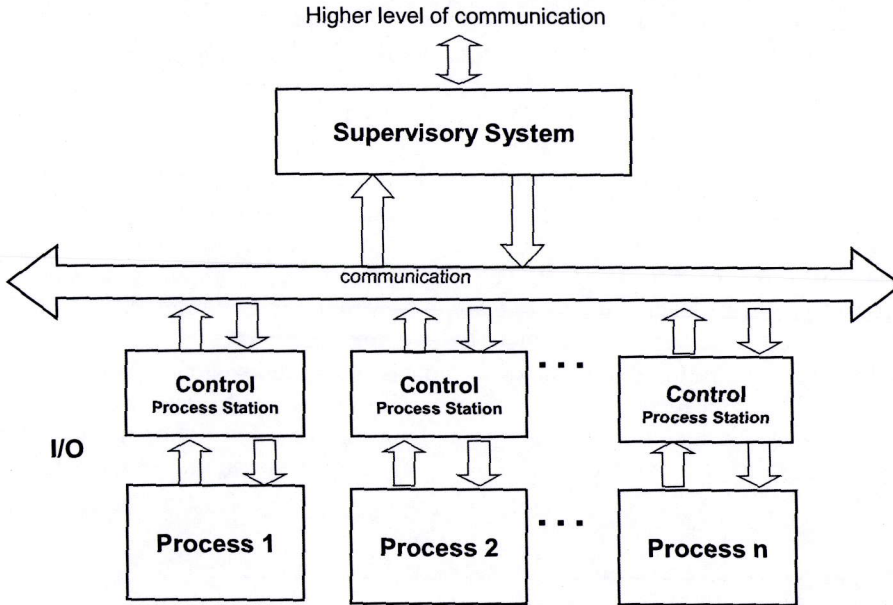 Higher level of communication
Supervisory System
communication
Control
Process Station
Control
Process Station
...
Control
Process Station
I/O
Process 1
Process 2
...
Process n